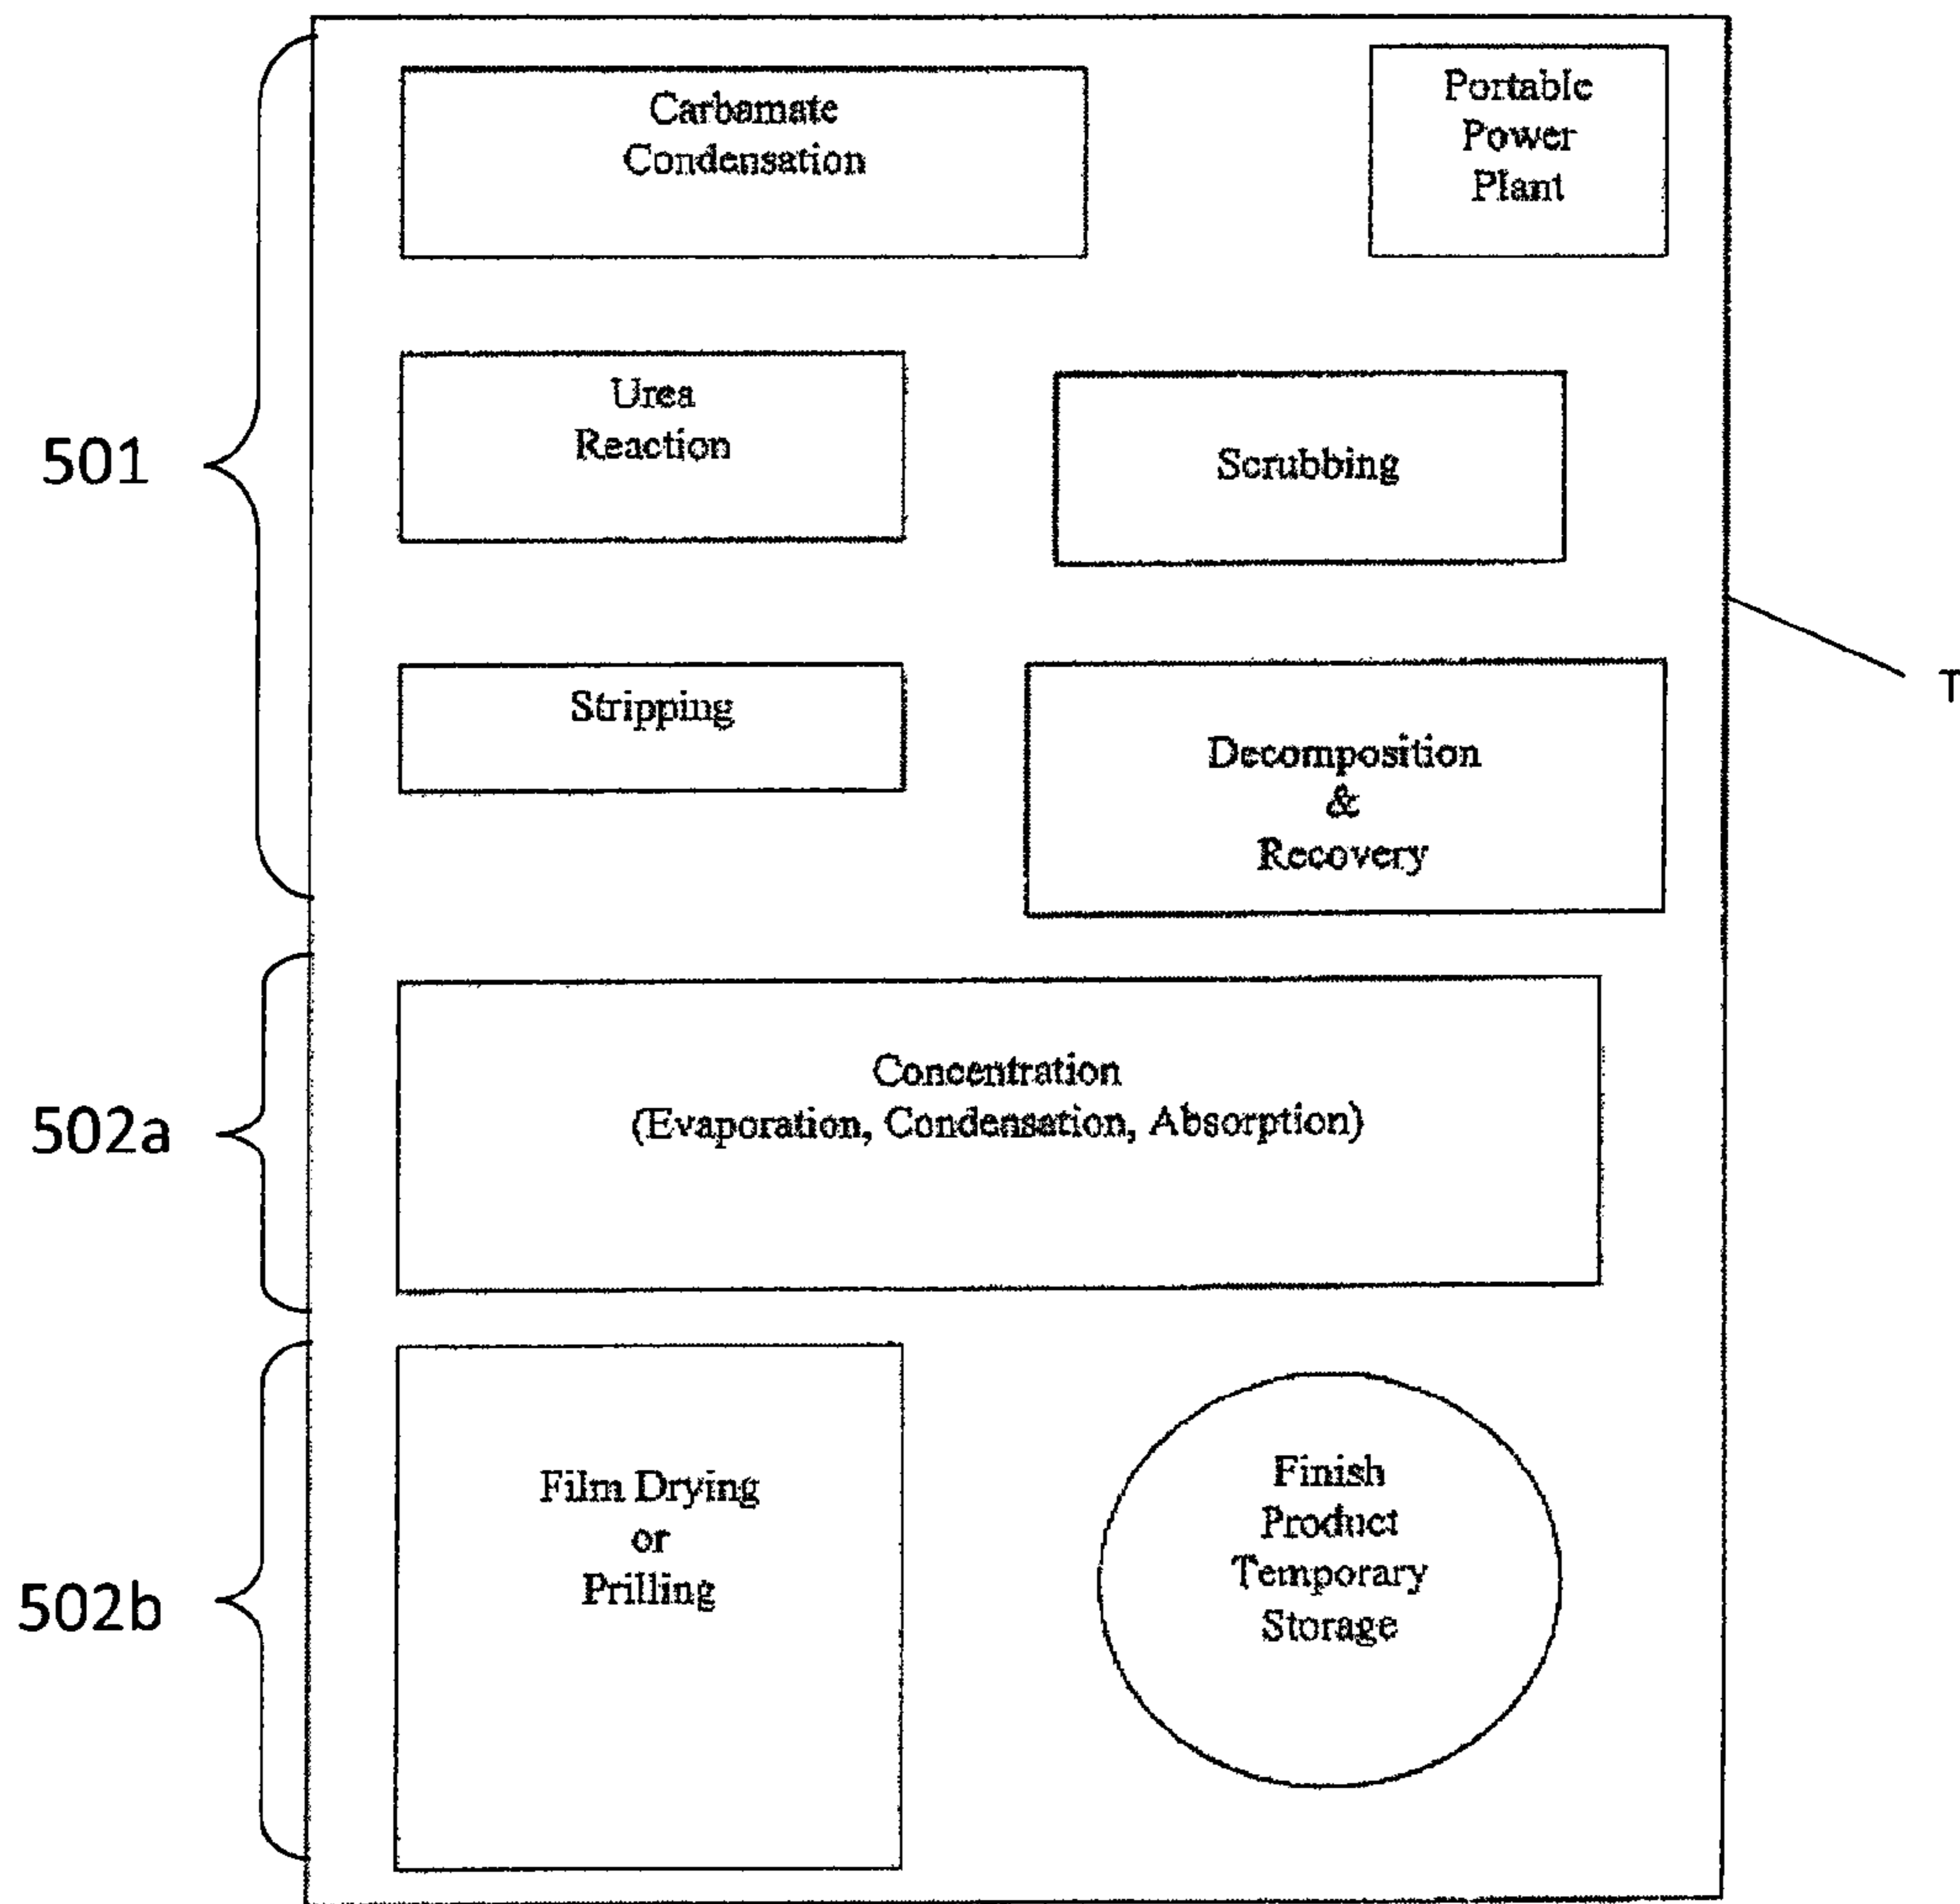 Carbamate
Condensation
Portable
Power
Plant
501
Urea
Reaction
Scrubbing
Stripping
Decomposition
&
Recovery
T
502a
Concentration
(Evaporation, Condensation, Absorption)
502b
Film Drying
or
Prilling
Finish
Product
Temporary
Storage